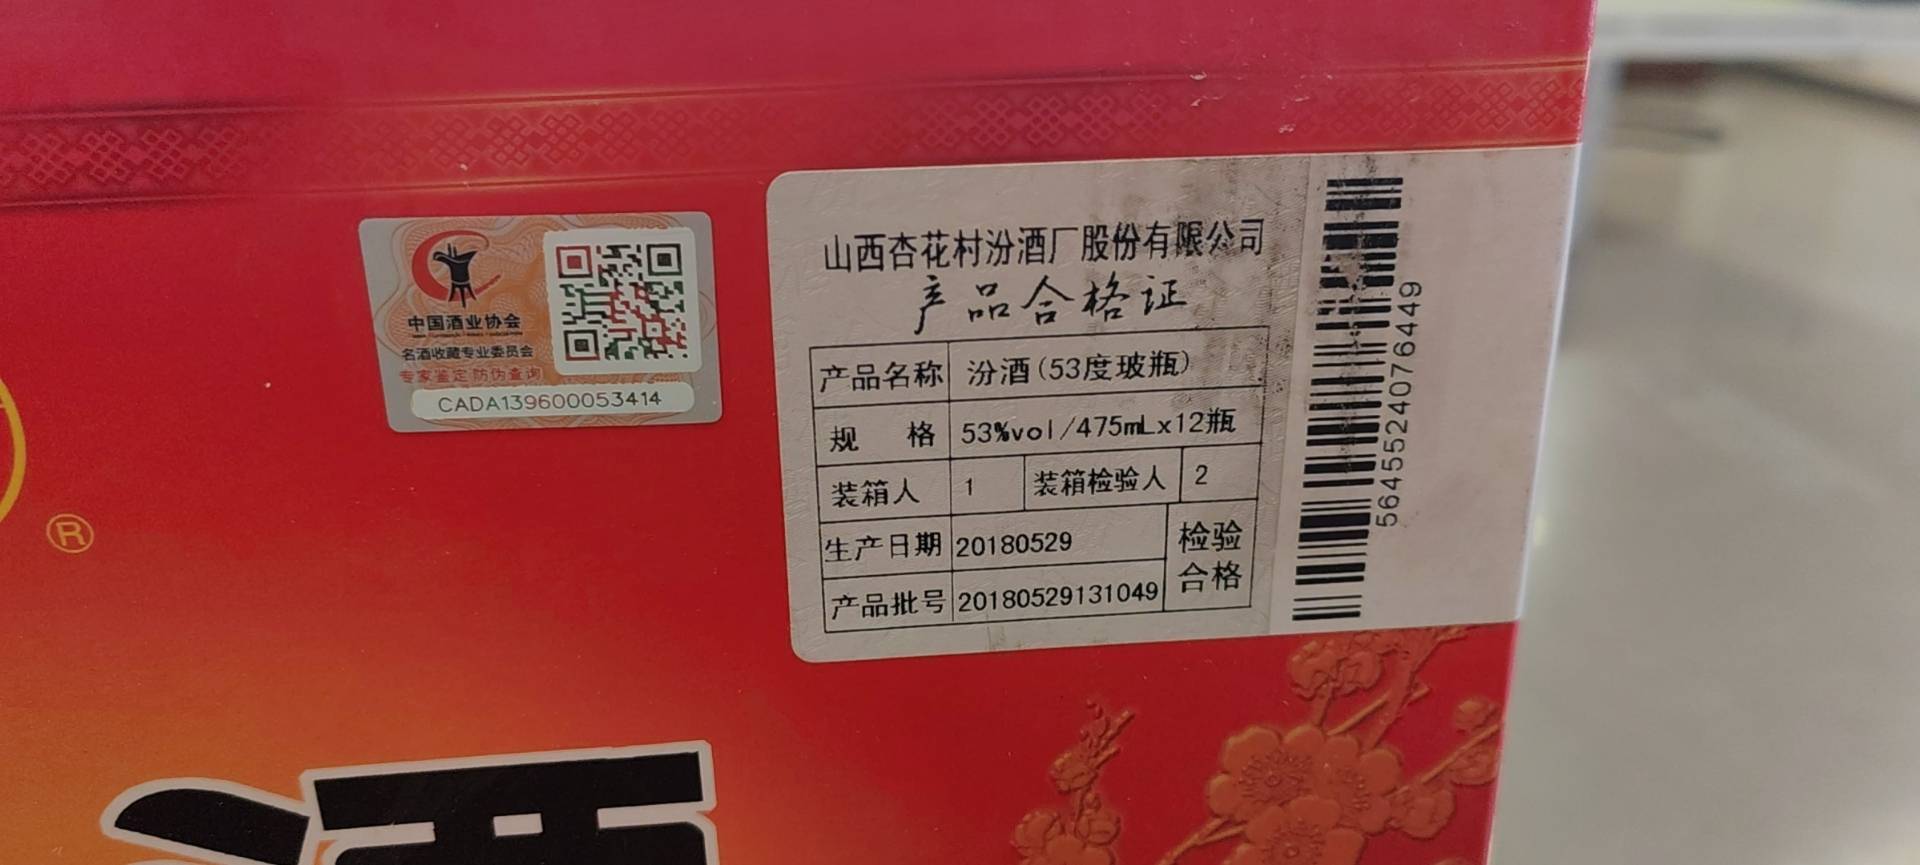 中国酒业协会
名酒收藏专业委员会
专家鉴定 防伪查询
CADA139600053414
®
山西杏花村汾酒厂股份有限公司
产品合格证
产品名称 汾酒(53度玻瓶)
规格 53%vol/475mLx12瓶
装箱人 1 装箱检验人 2
生产日期 20180529
检验合格
产品批号 20180529131049
5645524076449
酒